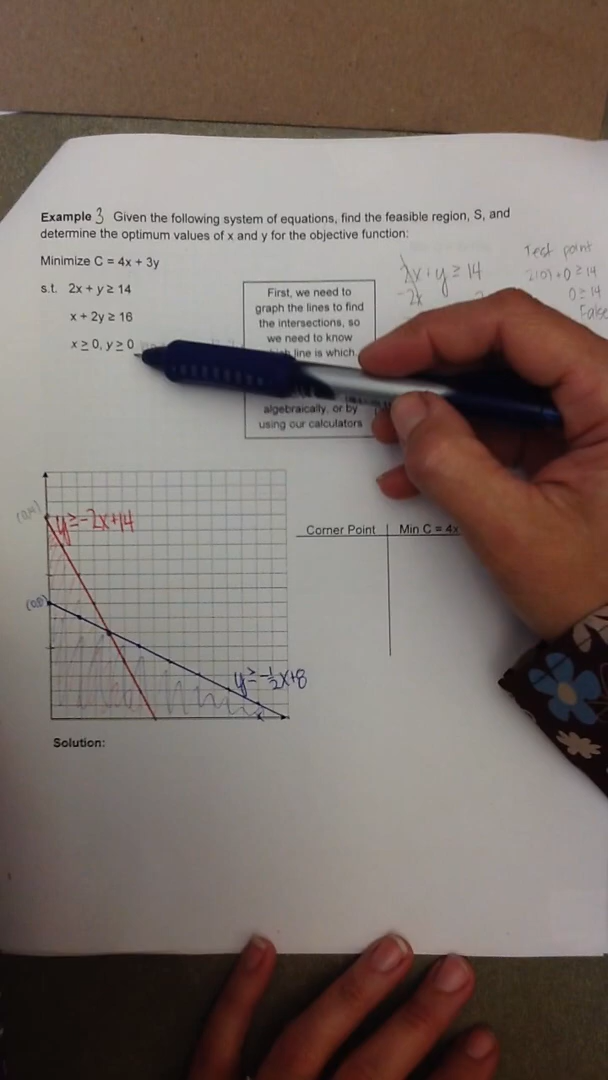 Example 3 Given the following system of equations, find the feasible region, S, and
determine the optimum values of x and y for the objective function:
Minimize C = 4x + 3y
s.t. 2x + y ≥ 14
x + 2y ≥ 16
x ≥ 0, y ≥ 0
First, we need to
graph the lines to find
the intersections, so
we need to know
line is which.
algebraically, or by
using our calculators
2x + y ≥ 14
-2x
Test point
2(0)+0 ≥ 14
0 ≥ 14
False
(0,14)
y ≥ -2x+14
(0,8)
y ≥ -1/2x+8
Corner Point Min C = 4x
Solution: